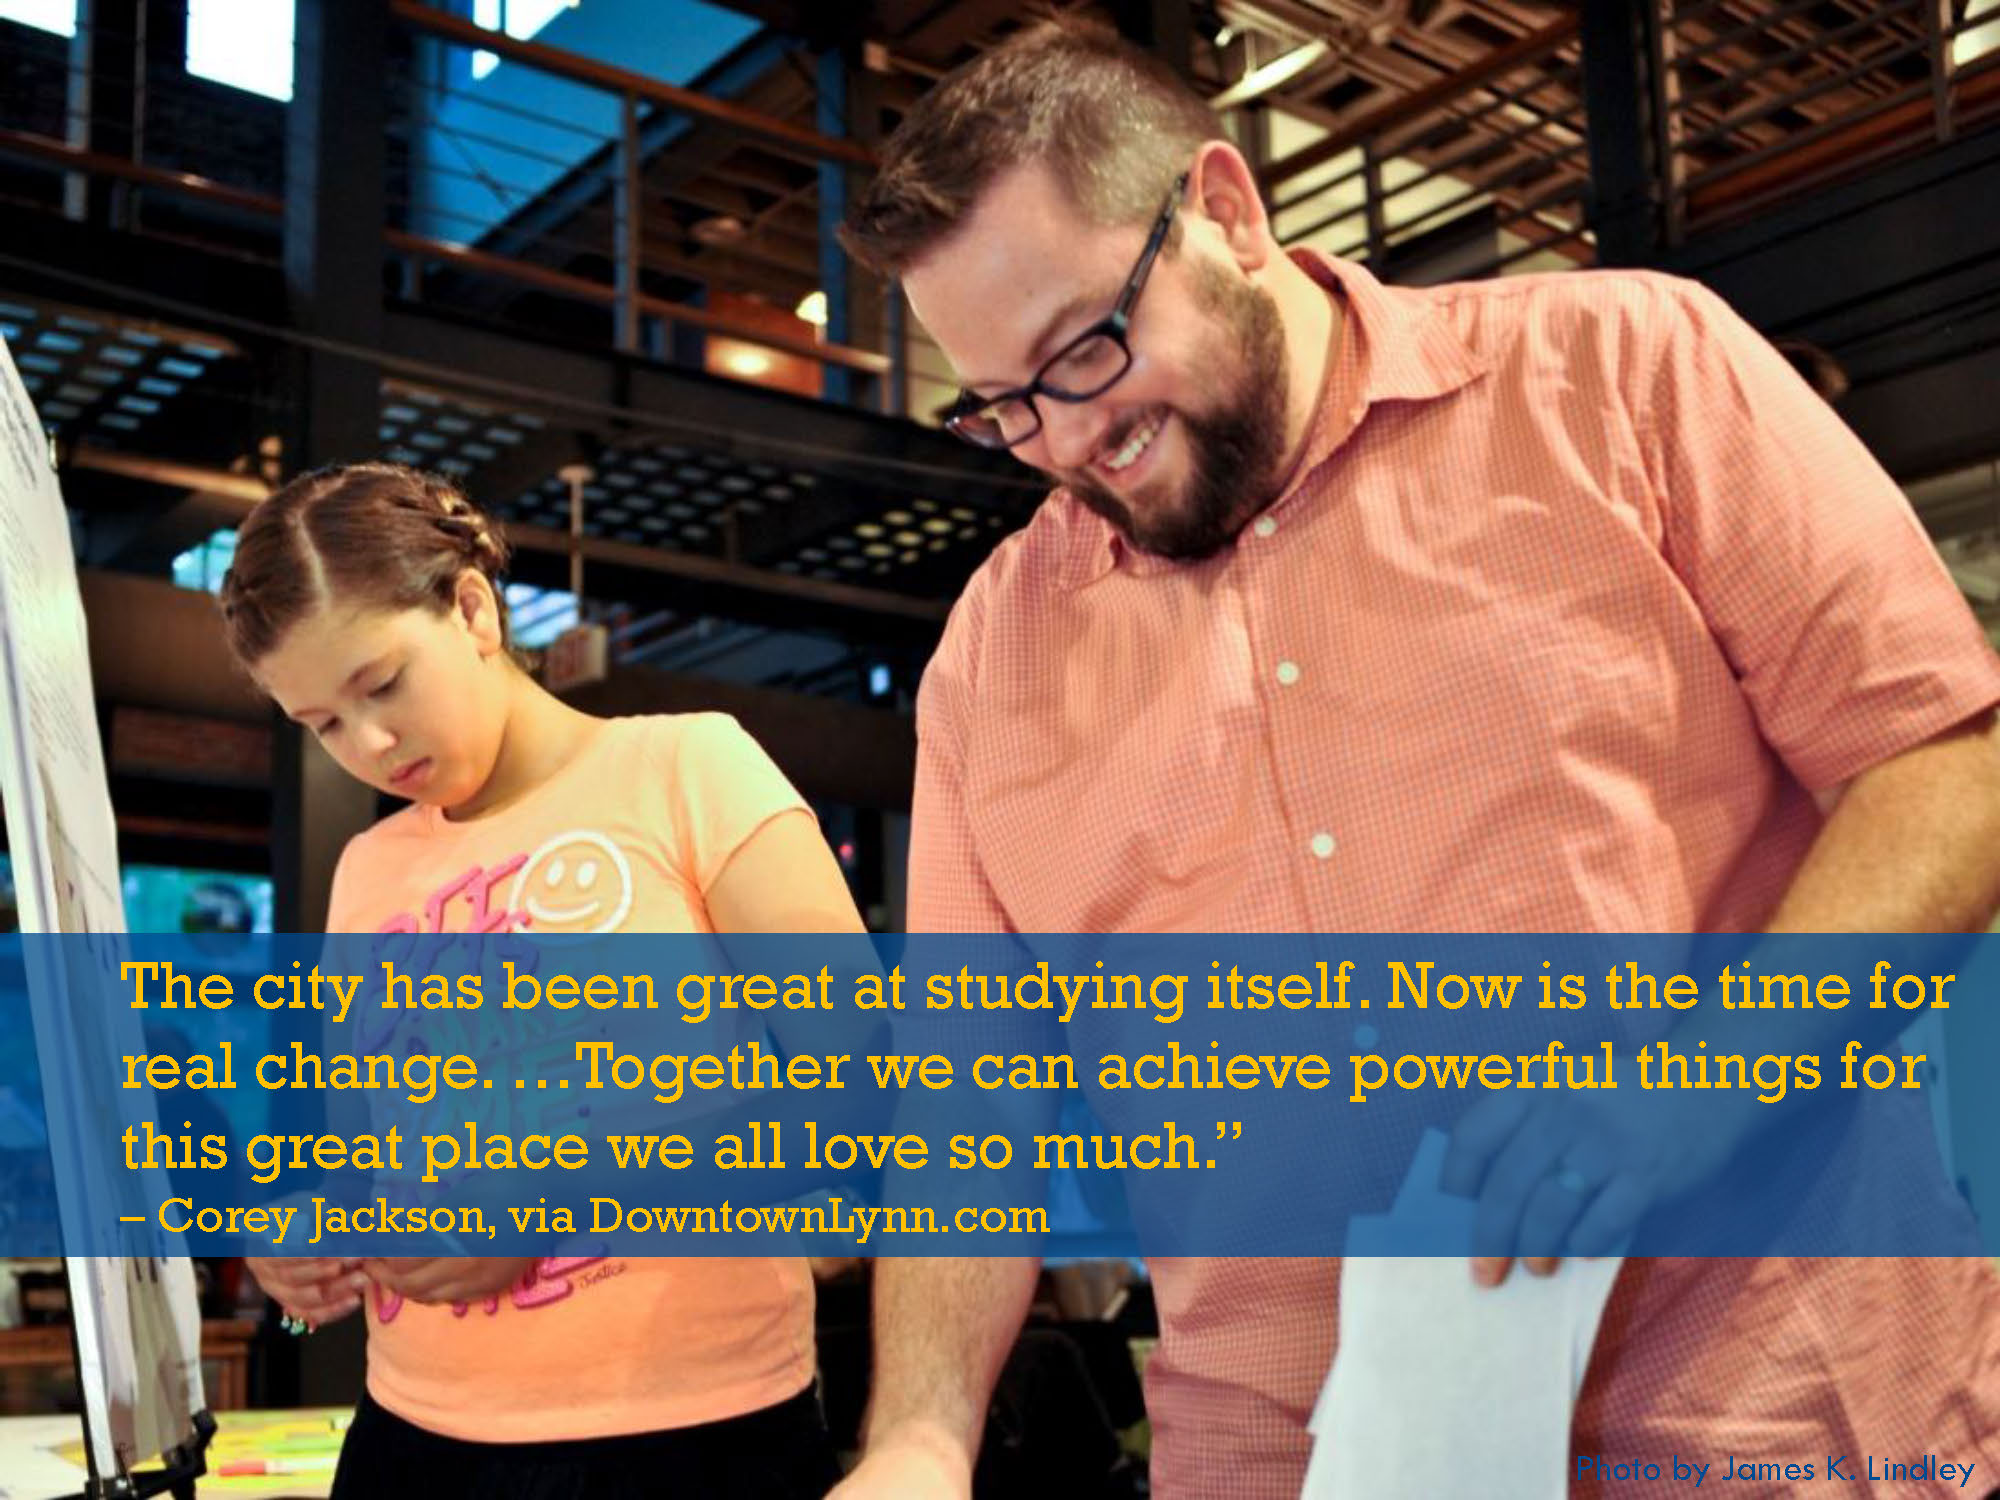 The city has been great at studying itself. Now is the time for
real change. …Together we can achieve powerful things for
this great place we all love so much.”
– Corey Jackson, via DowntownLynn.com
Justice
Photo by James K. Lindley